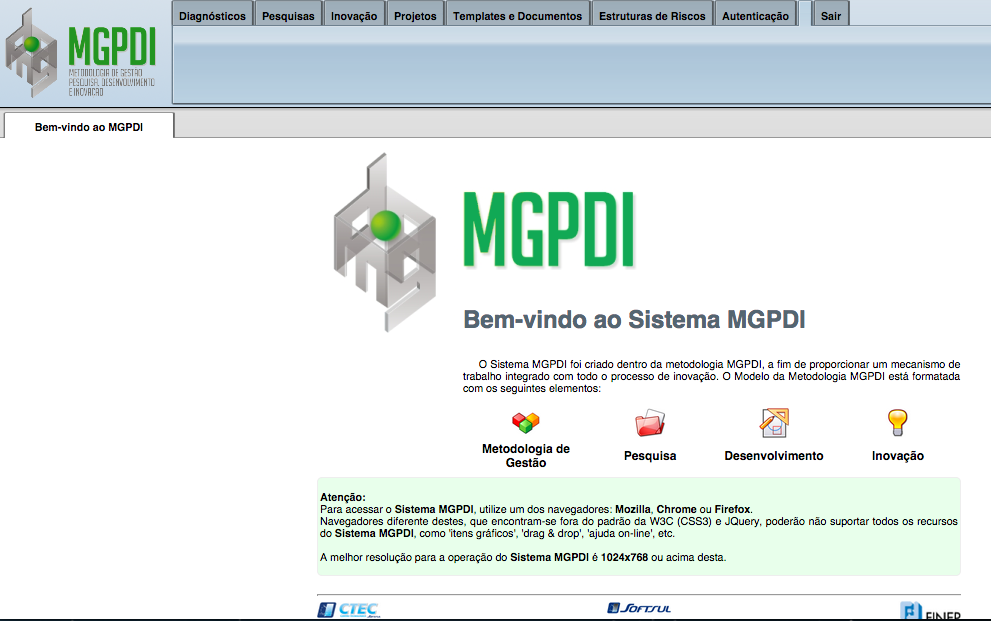 Diagnósticos Pesquisas Inovação Projetos Templates e Documentos Estruturas de Riscos Autenticação Sair
MGPDI
METODOLOGIA DE GESTÃO
PESQUISA, DESENVOLVIMENTO
E INOVAÇÃO
Bem-vindo ao MGPDI
MGPDI
Bem-vindo ao Sistema MGPDI
O Sistema MGPDI foi criado dentro da metodologia MGPDI, a fim de proporcionar um mecanismo de
trabalho integrado com todo o processo de inovação. O Modelo da Metodologia MGPDI está formatada
com os seguintes elementos:
Metodologia de
Gestão
Pesquisa
Desenvolvimento
Inovação
Atenção:
Para acessar o Sistema MGPDI, utilize um dos navegadores: Mozilla, Chrome ou Firefox.
Navegadores diferente destes, que encontram-se fora do padrão da W3C (CSS3) e JQuery, poderão não suportar todos os recursos
do Sistema MGPDI, como 'itens gráficos', 'drag & drop', 'ajuda on-line', etc.
A melhor resolução para a operação do Sistema MGPDI é 1024x768 ou acima desta.
CTEC SOFTSUL FINEP